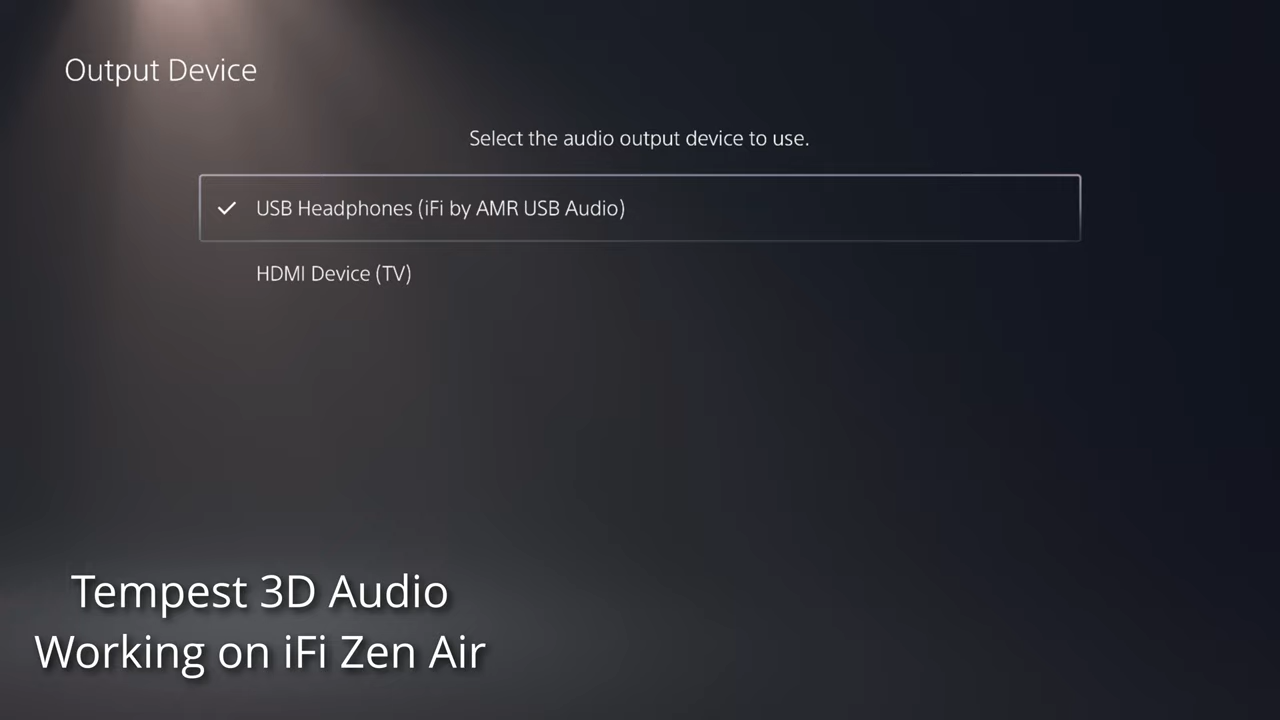 Output Device
Select the audio output device to use.
USB Headphones (iFi by AMR USB Audio)
HDMI Device (TV)
Tempest 3D Audio
Working on iFi Zen Air